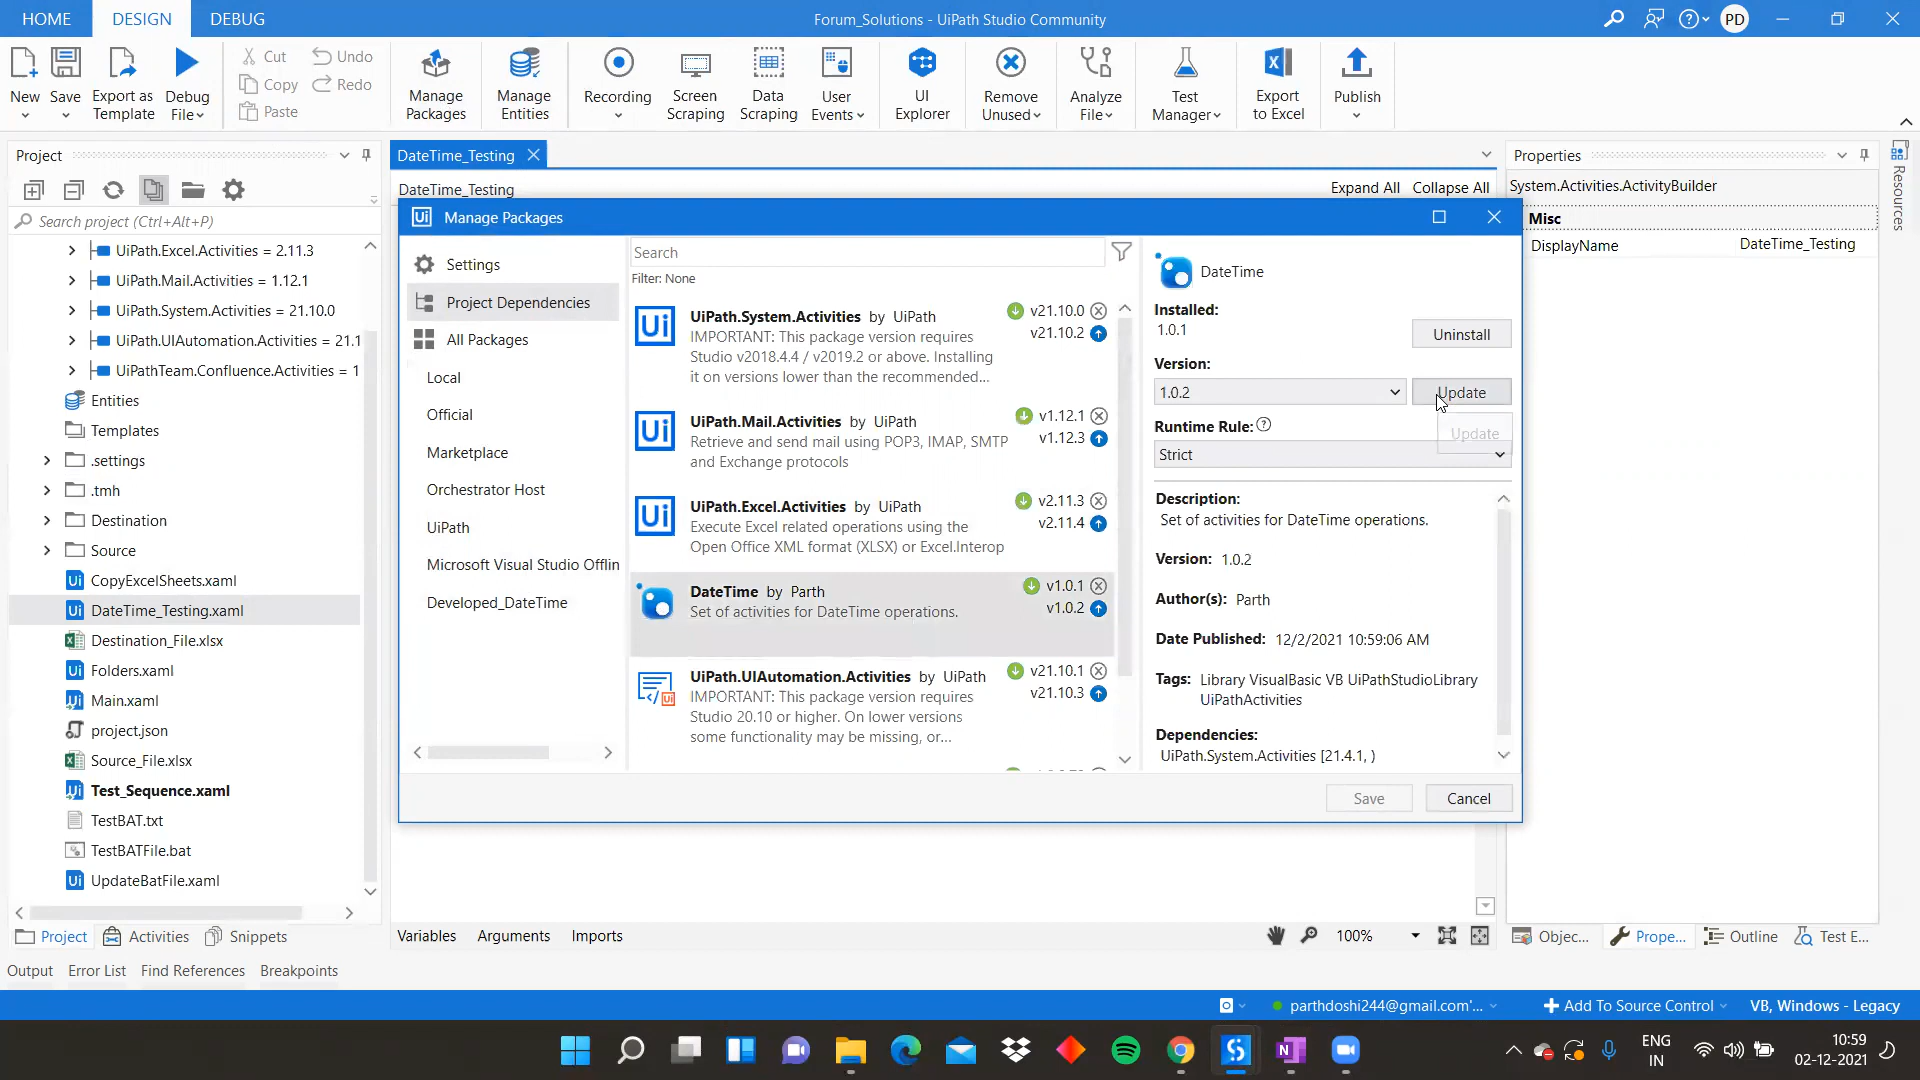 HOME DESIGN DEBUG
Forum_Solutions - UiPath Studio Community
PD
New
Save
Export as
Template
Debug
File
Cut
Copy
Paste
Undo
Redo
Manage
Packages
Manage
Entities
Recording
Screen
Scraping
Data
Scraping
User
Events
UI
Explorer
Remove
Unused
Analyze
File
Test
Manager
Export
to Excel
Publish
Project
Search project (Ctrl+Alt+P)
UiPath.Excel.Activities = 2.11.3
UiPath.Mail.Activities = 1.12.1
UiPath.System.Activities = 21.10.0
UiPath.UIAutomation.Activities = 21.1
UiPathTeam.Confluence.Activities = 1
Entities
Templates
.settings
.tmh
Destination
Source
CopyExcelSheets.xaml
DateTime_Testing.xaml
Destination_File.xlsx
Folders.xaml
Main.xaml
project.json
Source_File.xlsx
Test_Sequence.xaml
TestBAT.txt
TestBATFile.bat
UpdateBatFile.xaml
Project Activities Snippets
Output Error List Find References Breakpoints
DateTime_Testing
DateTime_Testing
Expand All Collapse All
Manage Packages
Settings
Project Dependencies
All Packages
Local
Official
Marketplace
Orchestrator Host
UiPath
Microsoft Visual Studio Offlin
Developed_DateTime
Search
Filter: None
UiPath.System.Activities by UiPath
v21.10.0
IMPORTANT: This package version requires
v21.10.2
Studio v2018.4.4 / v2019.2 or above. Installing
it on versions lower than the recommended...
UiPath.Mail.Activities by UiPath
v1.12.1
Retrieve and send mail using POP3, IMAP, SMTP
v1.12.3
and Exchange protocols
UiPath.Excel.Activities by UiPath
v2.11.3
Execute Excel related operations using the
v2.11.4
Open Office XML format (XLSX) or Excel.Interop
DateTime by Parth
v1.0.1
Set of activities for DateTime operations.
v1.0.2
UiPath.UIAutomation.Activities by UiPath
v21.10.1
IMPORTANT: This package version requires
v21.10.3
Studio 20.10 or higher. On lower versions
some functionality may be missing, or...
DateTime
Installed:
1.0.1
Uninstall
Version:
1.0.2
Update
Runtime Rule:
Update
Strict
Description:
Set of activities for DateTime operations.
Version: 1.0.2
Author(s): Parth
Date Published: 12/2/2021 10:59:06 AM
Tags: Library VisualBasic VB UiPathStudioLibrary
UiPathActivities
Dependencies:
UiPath.System.Activities [21.4.1, )
Save Cancel
Variables Arguments Imports
100%
Properties
System.Activities.ActivityBuilder
Misc
DisplayName DateTime_Testing
Resources
Objec... Prope... Outline Test E...
parthdoshi244@gmail.com'... Add To Source Control VB, Windows - Legacy
ENG
IN
10:59
02-12-2021